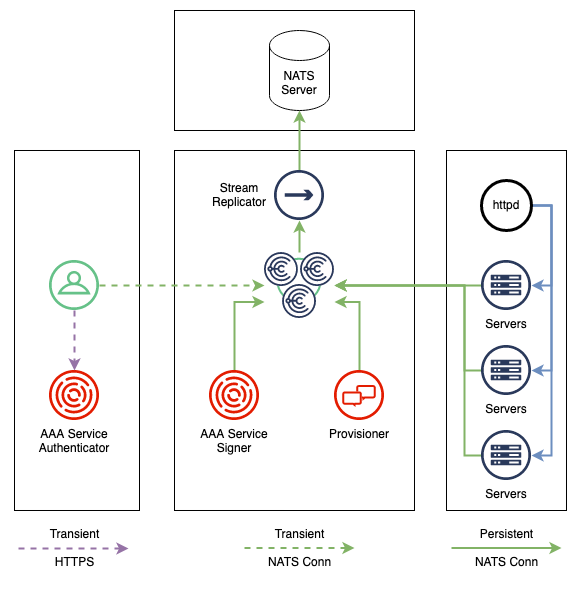 NATS
Server
Stream
Replicator
httpd
Servers
Servers
Servers
AAA Service
Authenticator
AAA Service
Signer
Provisioner
Transient
HTTPS
Transient
NATS Conn
Persistent
NATS Conn